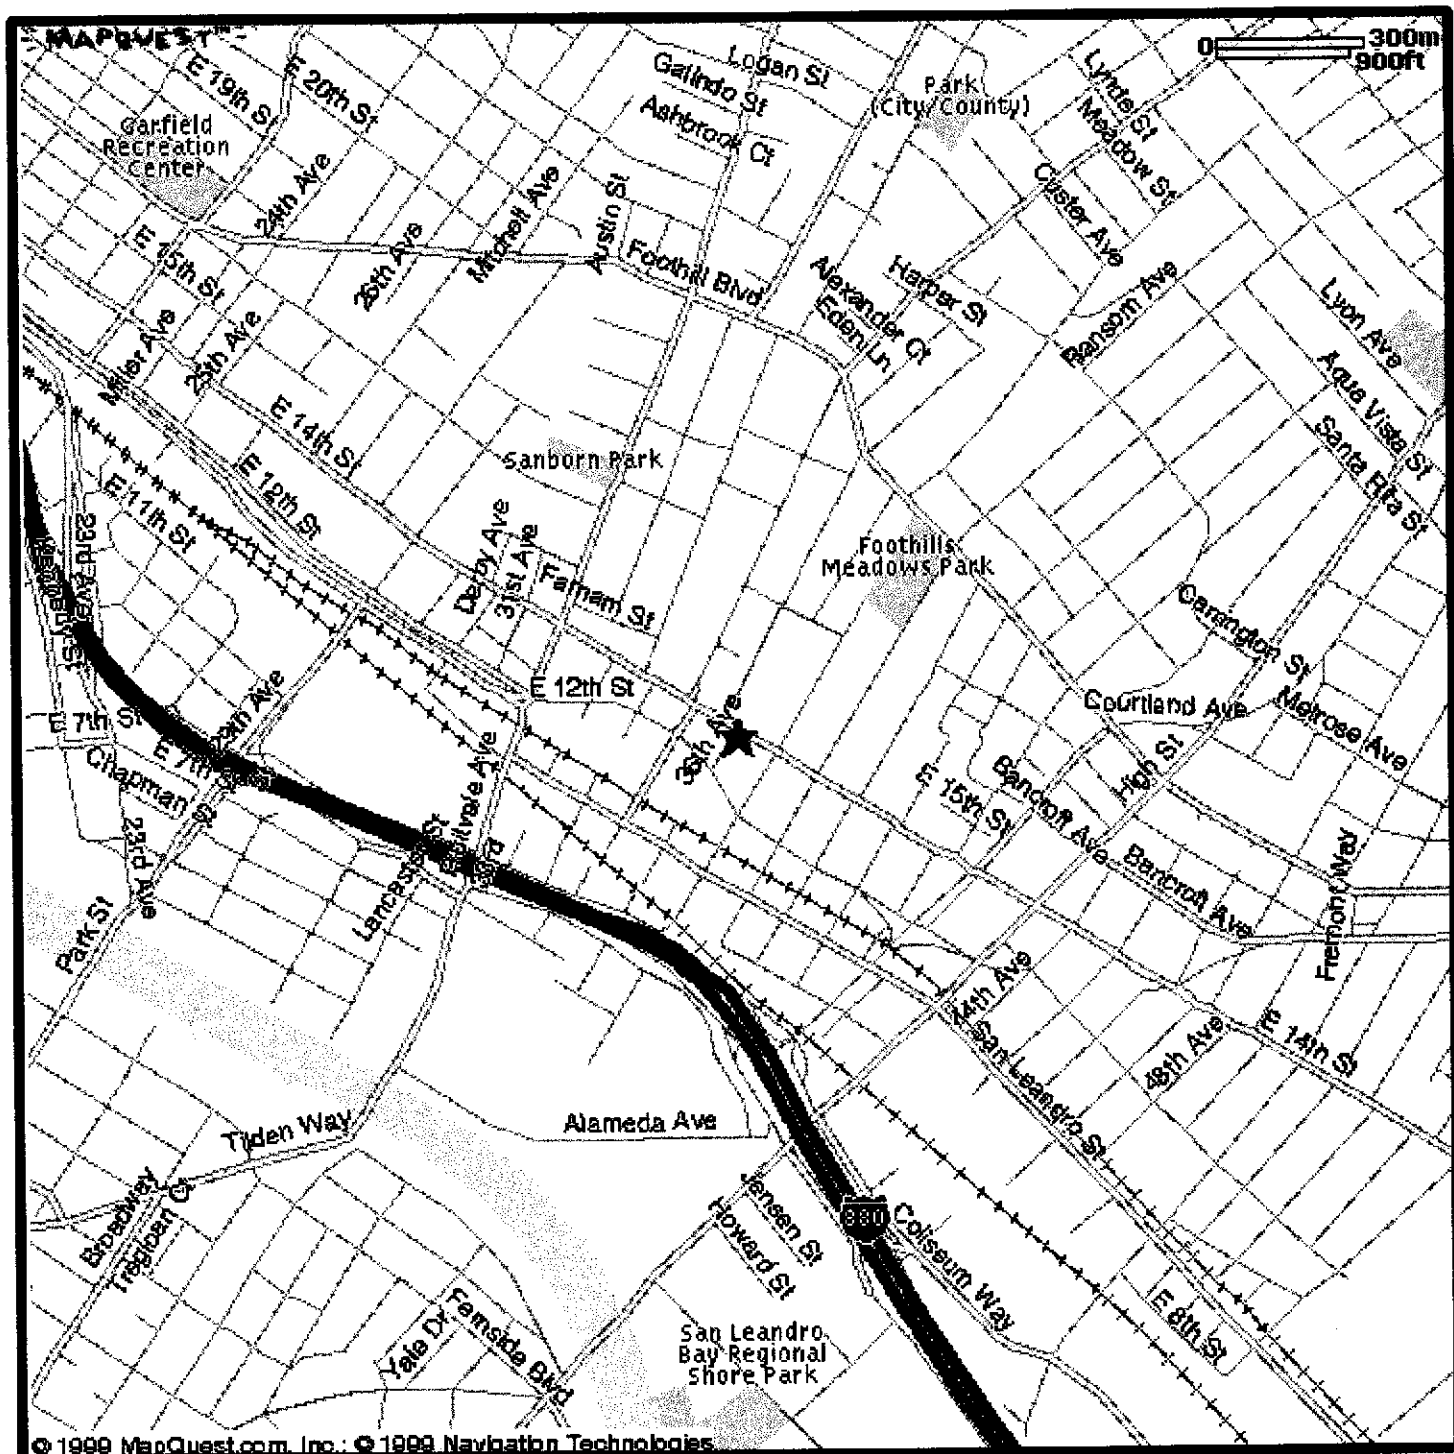 MAPQUEST
0 300m
900ft
Logan St
Galindo St
Ashbrook Ct
Park
(City/County)
Lynde St
Meadow St
E 19th St
E 20th St
Garfield
Recreation
Center
24th Ave
Custer Ave
Mitchell Ave
Austin St
26th Ave
E 15th St
Foothill Blvd
Alexander Ct
Eden Ln
Harper St
Ransom Ave
Lyon Ave
Miller Ave
25th Ave
Aqua Vista St
Santa Rita St
E 14th St
Sanborn Park
E 12th St
E 11th St
23rd Ave
Derby Ave
31st Ave
Farnam St
Foothills
Meadows Park
Carrington St
E 12th St
36th Ave
Courtland Ave
Melrose Ave
High St
E 7th St
29th Ave
E 7th St
Chapman St
Fruitvale Ave
23rd Ave
Lancaster St
E 15th St
Bancroft Ave
Bancroft Ave
Fremont Way
Park St
44th Ave
48th Ave
E 14th St
San Leandro St
Tilden Way
Alameda Ave
Broadway
Tregloan Ct
Jensen St
Howard St
880
Coliseum Way
E 8th St
Yale Dr
Fernside Blvd
San Leandro
Bay Regional
Shore Park
© 1999 MapQuest.com, Inc.; © 1999 Navigation Technologies